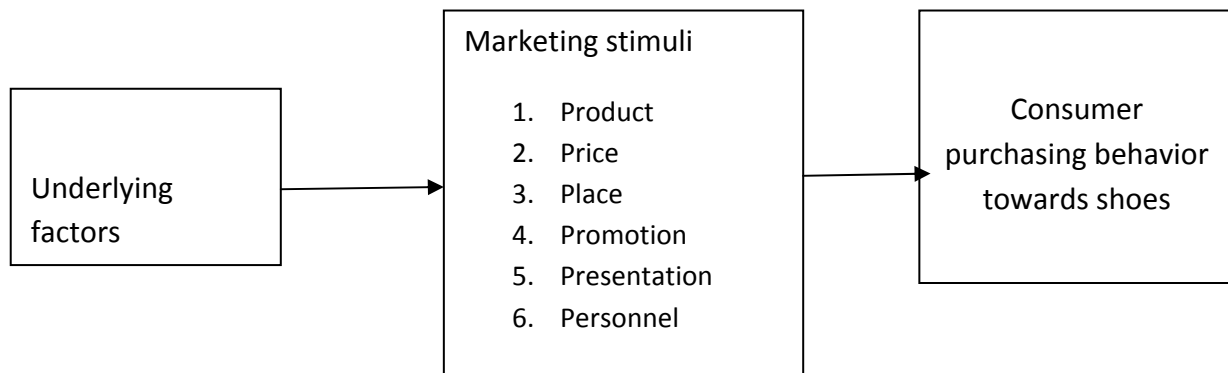 Underlying
factors
Marketing stimuli
1. Product
2. Price
3. Place
4. Promotion
5. Presentation
6. Personnel
Consumer
purchasing behavior
towards shoes